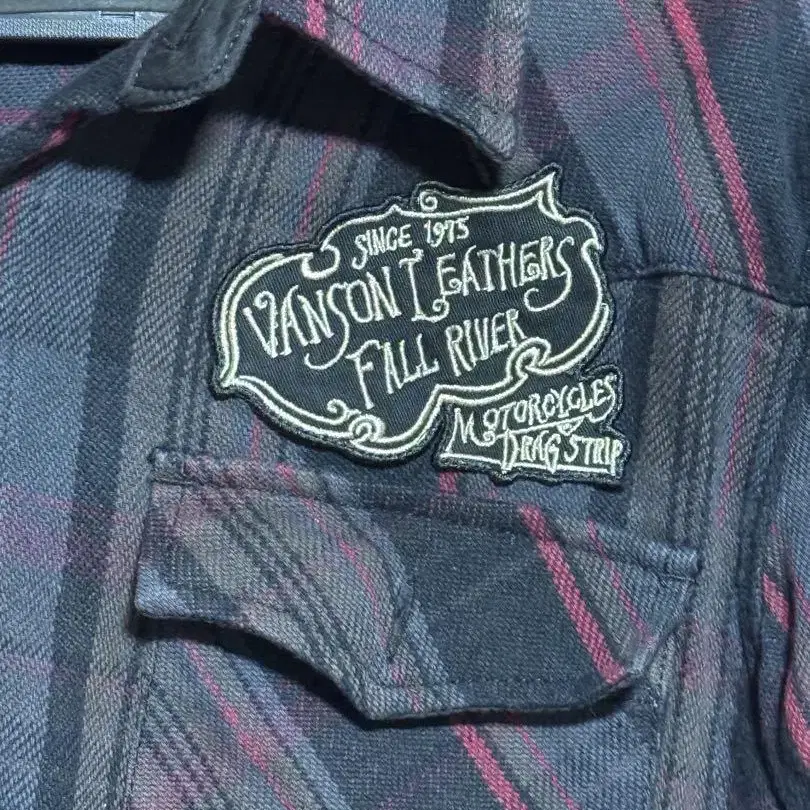 SINCE 1975
VANSON LEATHERS
FALL RIVER
MOTORCYCLES
DRAG STRIP